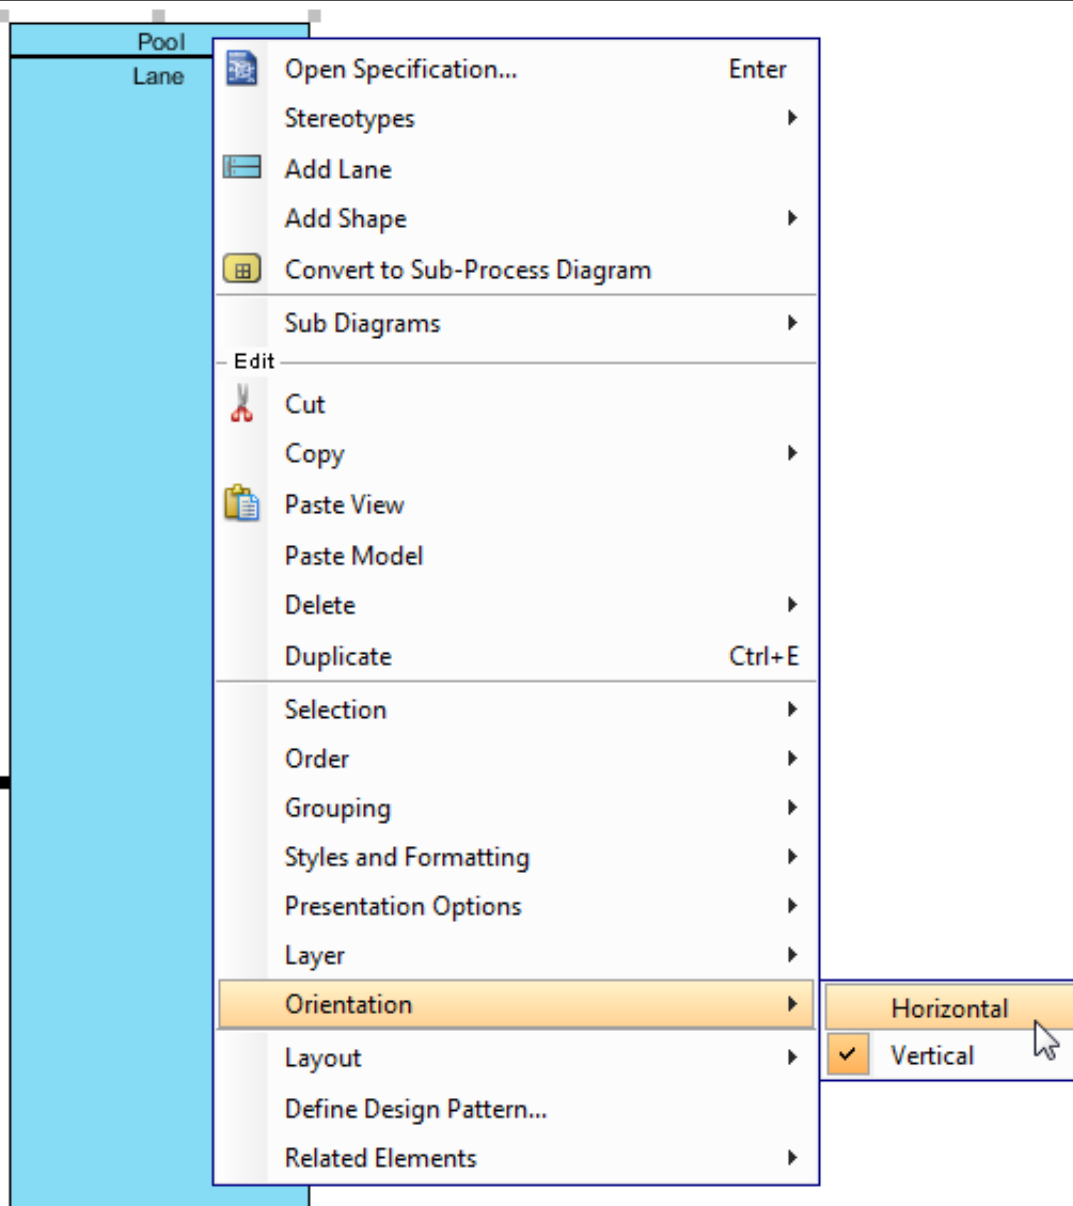 Pool
Lane
Open Specification... Enter
Stereotypes
Add Lane
Add Shape
Convert to Sub-Process Diagram
Sub Diagrams
Edit
Cut
Copy
Paste View
Paste Model
Delete
Duplicate Ctrl+E
Selection
Order
Grouping
Styles and Formatting
Presentation Options
Layer
Orientation
Horizontal
Vertical
Layout
Define Design Pattern...
Related Elements